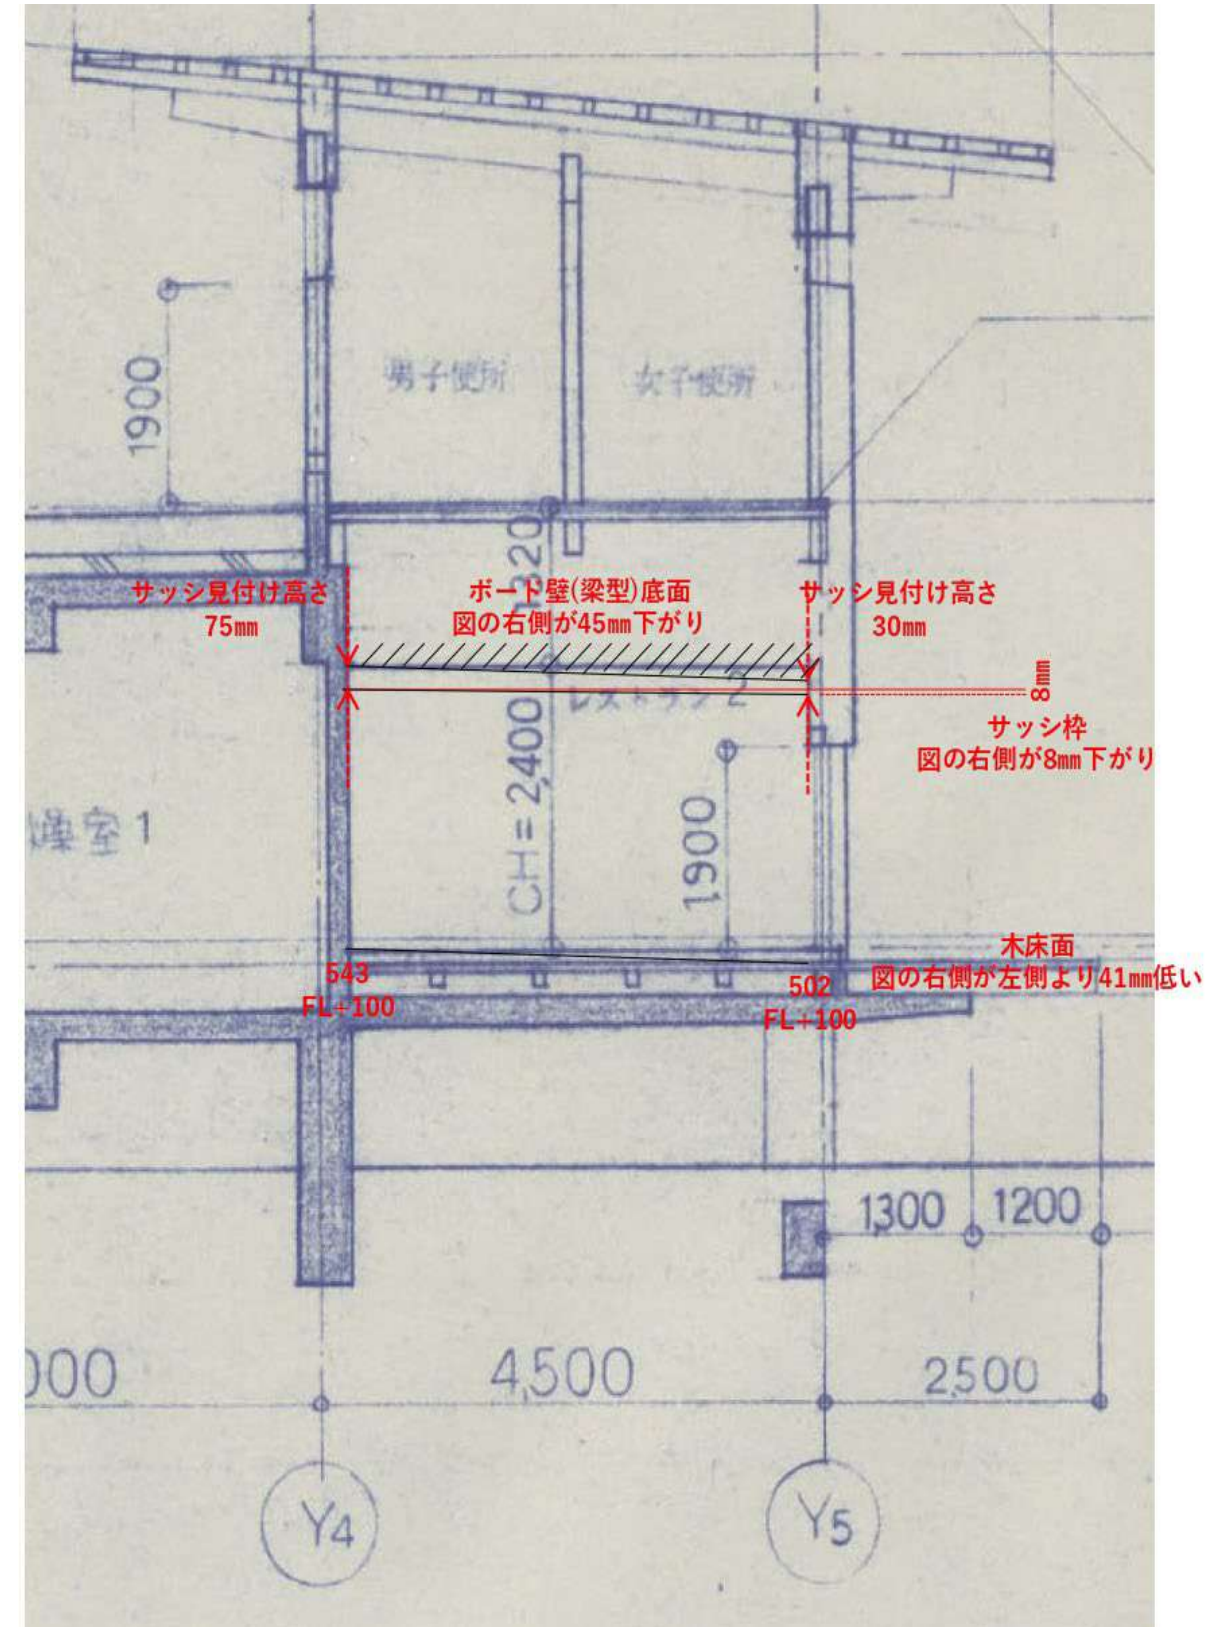 1900
男子便所
女子便所
1320
サッシ見付け高さ
75㎜
ボード壁(梁型)底面
図の右側が45㎜下がり
サッシ見付け高さ
30㎜
8㎜
レストラン2
サッシ枠
図の右側が8㎜下がり
CH=2,400
1,900
燥室1
543
FL+100
502
FL+100
木床面
図の右側が左側より41㎜低い
1,300
1200
000
4,500
2,500
Y4
Y5